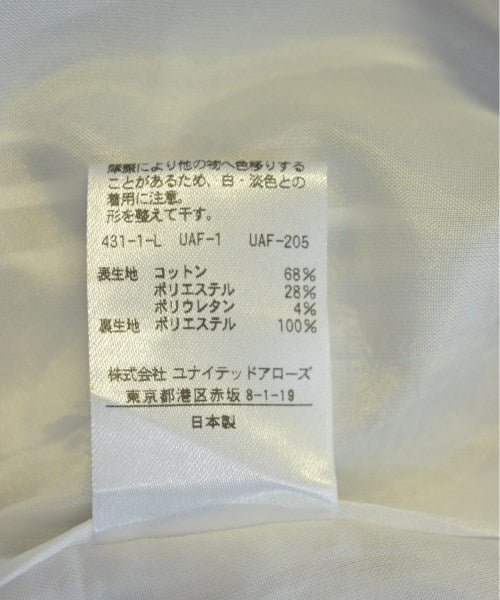 摩擦により他の物へ色移りする
ことがあるため、白・淡色との
着用に注意。
形を整えて干す。
431-1-L UAF-1 UAF-205
表生地 コットン 68%
ポリエステル 28%
ポリウレタン 4%
裏生地 ポリエステル 100%
株式会社 ユナイテッドアローズ
東京都港区赤坂 8-1-19
日本製